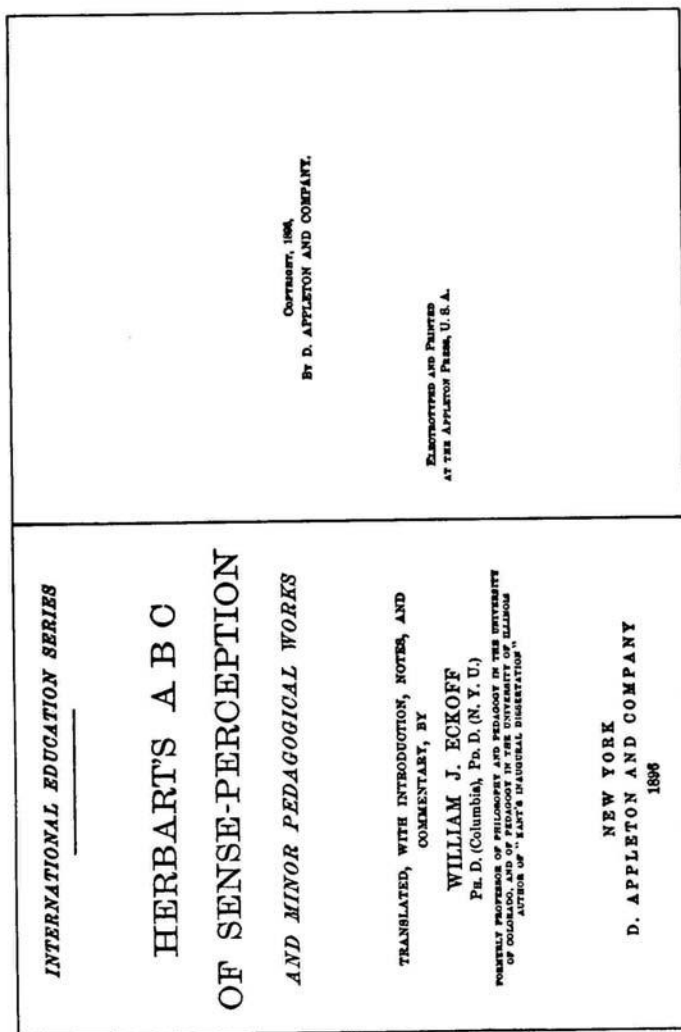 INTERNATIONAL EDUCATION SERIES
HERBART'S A B C
OF SENSE-PERCEPTION
AND MINOR PEDAGOGICAL WORKS
TRANSLATED, WITH INTRODUCTION, NOTES, AND
COMMENTARY, BY
WILLIAM J. ECKOFF
PH. D. (Columbia), PD. D. (N. Y. U.)
FORMERLY PROFESSOR OF PHILOSOPHY AND PEDAGOGY IN THE UNIVERSITY
OF COLORADO, AND OF PEDAGOGY IN THE UNIVERSITY OF ILLINOIS
AUTHOR OF "KANT'S INAUGURAL DISSERTATION"
NEW YORK
D. APPLETON AND COMPANY
1896
COPYRIGHT, 1896,
BY D. APPLETON AND COMPANY.
ELECTROTYPED AND PRINTED
AT THE APPLETON PRESS, U. S. A.